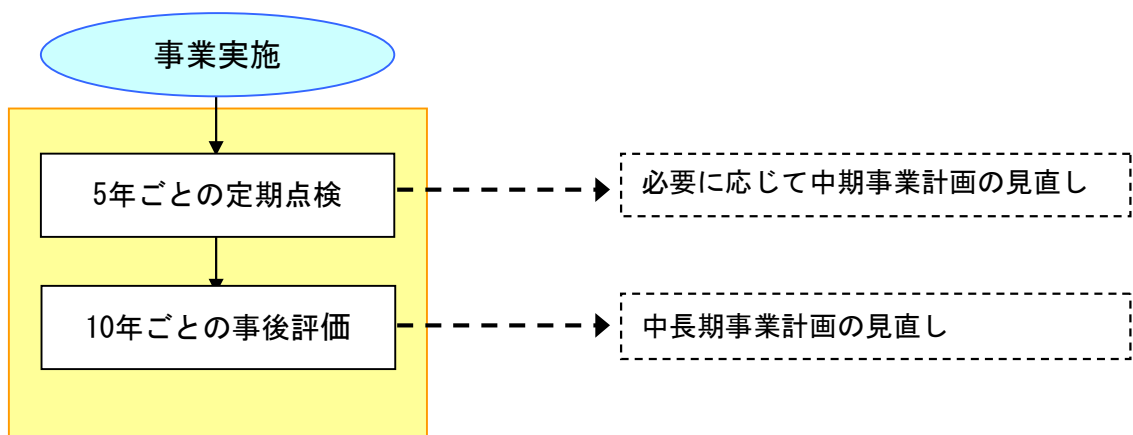 事業実施
5年ごとの定期点検
必要に応じて中期事業計画の見直し
10年ごとの事後評価
中長期事業計画の見直し